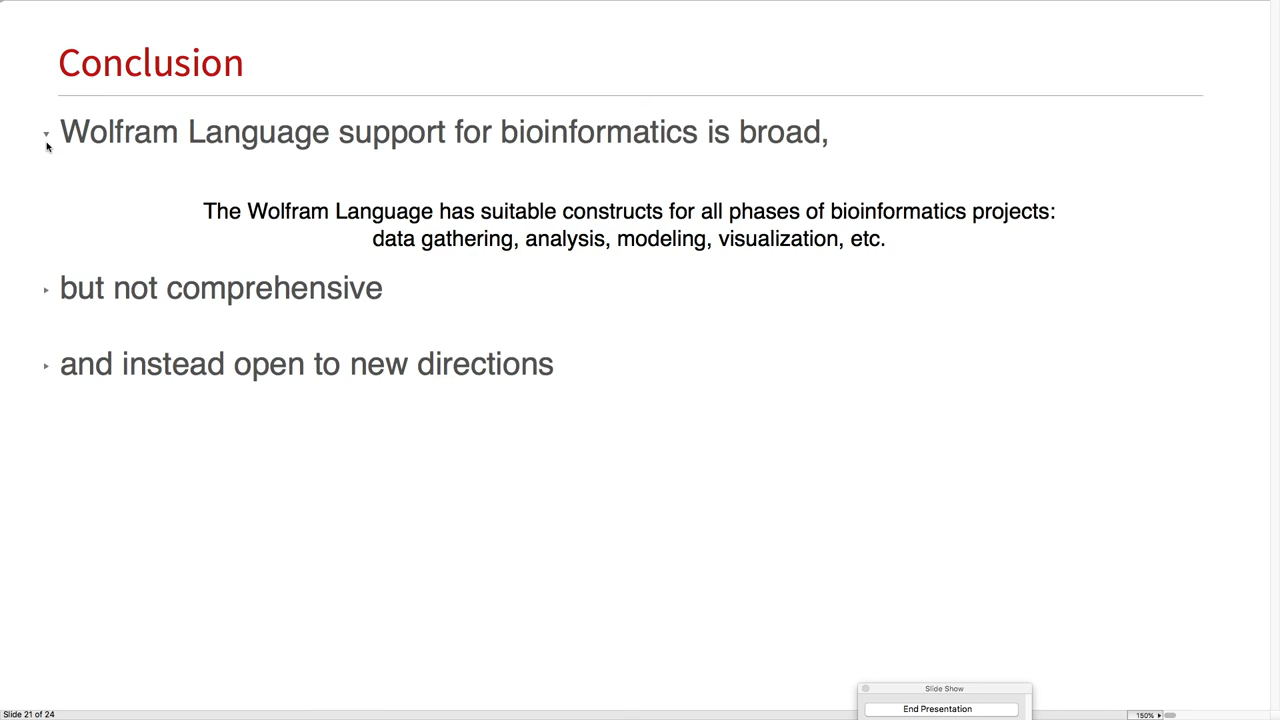 Conclusion
Wolfram Language support for bioinformatics is broad,
The Wolfram Language has suitable constructs for all phases of bioinformatics projects:
data gathering, analysis, modeling, visualization, etc.
but not comprehensive
and instead open to new directions
Slide Show
End Presentation
Slide 21 of 24
150%